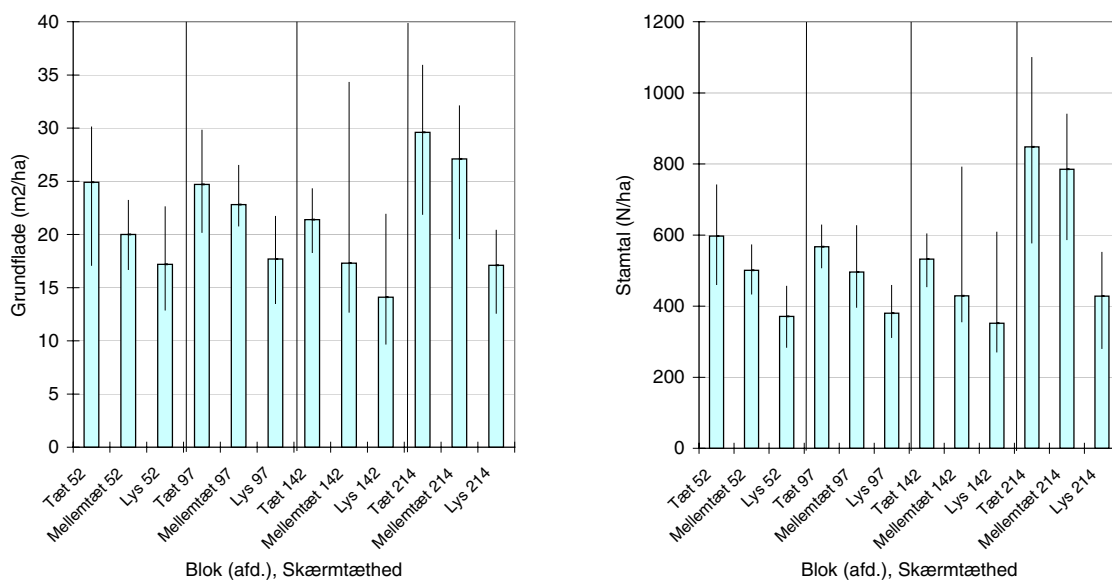 Grundflade (m2/ha)
40
35
30
25
20
15
10
5
0
Tæt 52
Mellemtæt 52
Lys 52
Tæt 97
Mellemtæt 97
Lys 97
Tæt 142
Mellemtæt 142
Lys 142
Tæt 214
Mellemtæt 214
Lys 214
Blok (afd.), Skærmtæthed
Stamtal (N/ha)
1200
1000
800
600
400
200
0
Tæt 52
Mellemtæt 52
Lys 52
Tæt 97
Mellemtæt 97
Lys 97
Tæt 142
Mellemtæt 142
Lys 142
Tæt 214
Mellemtæt 214
Lys 214
Blok (afd.), Skærmtæthed